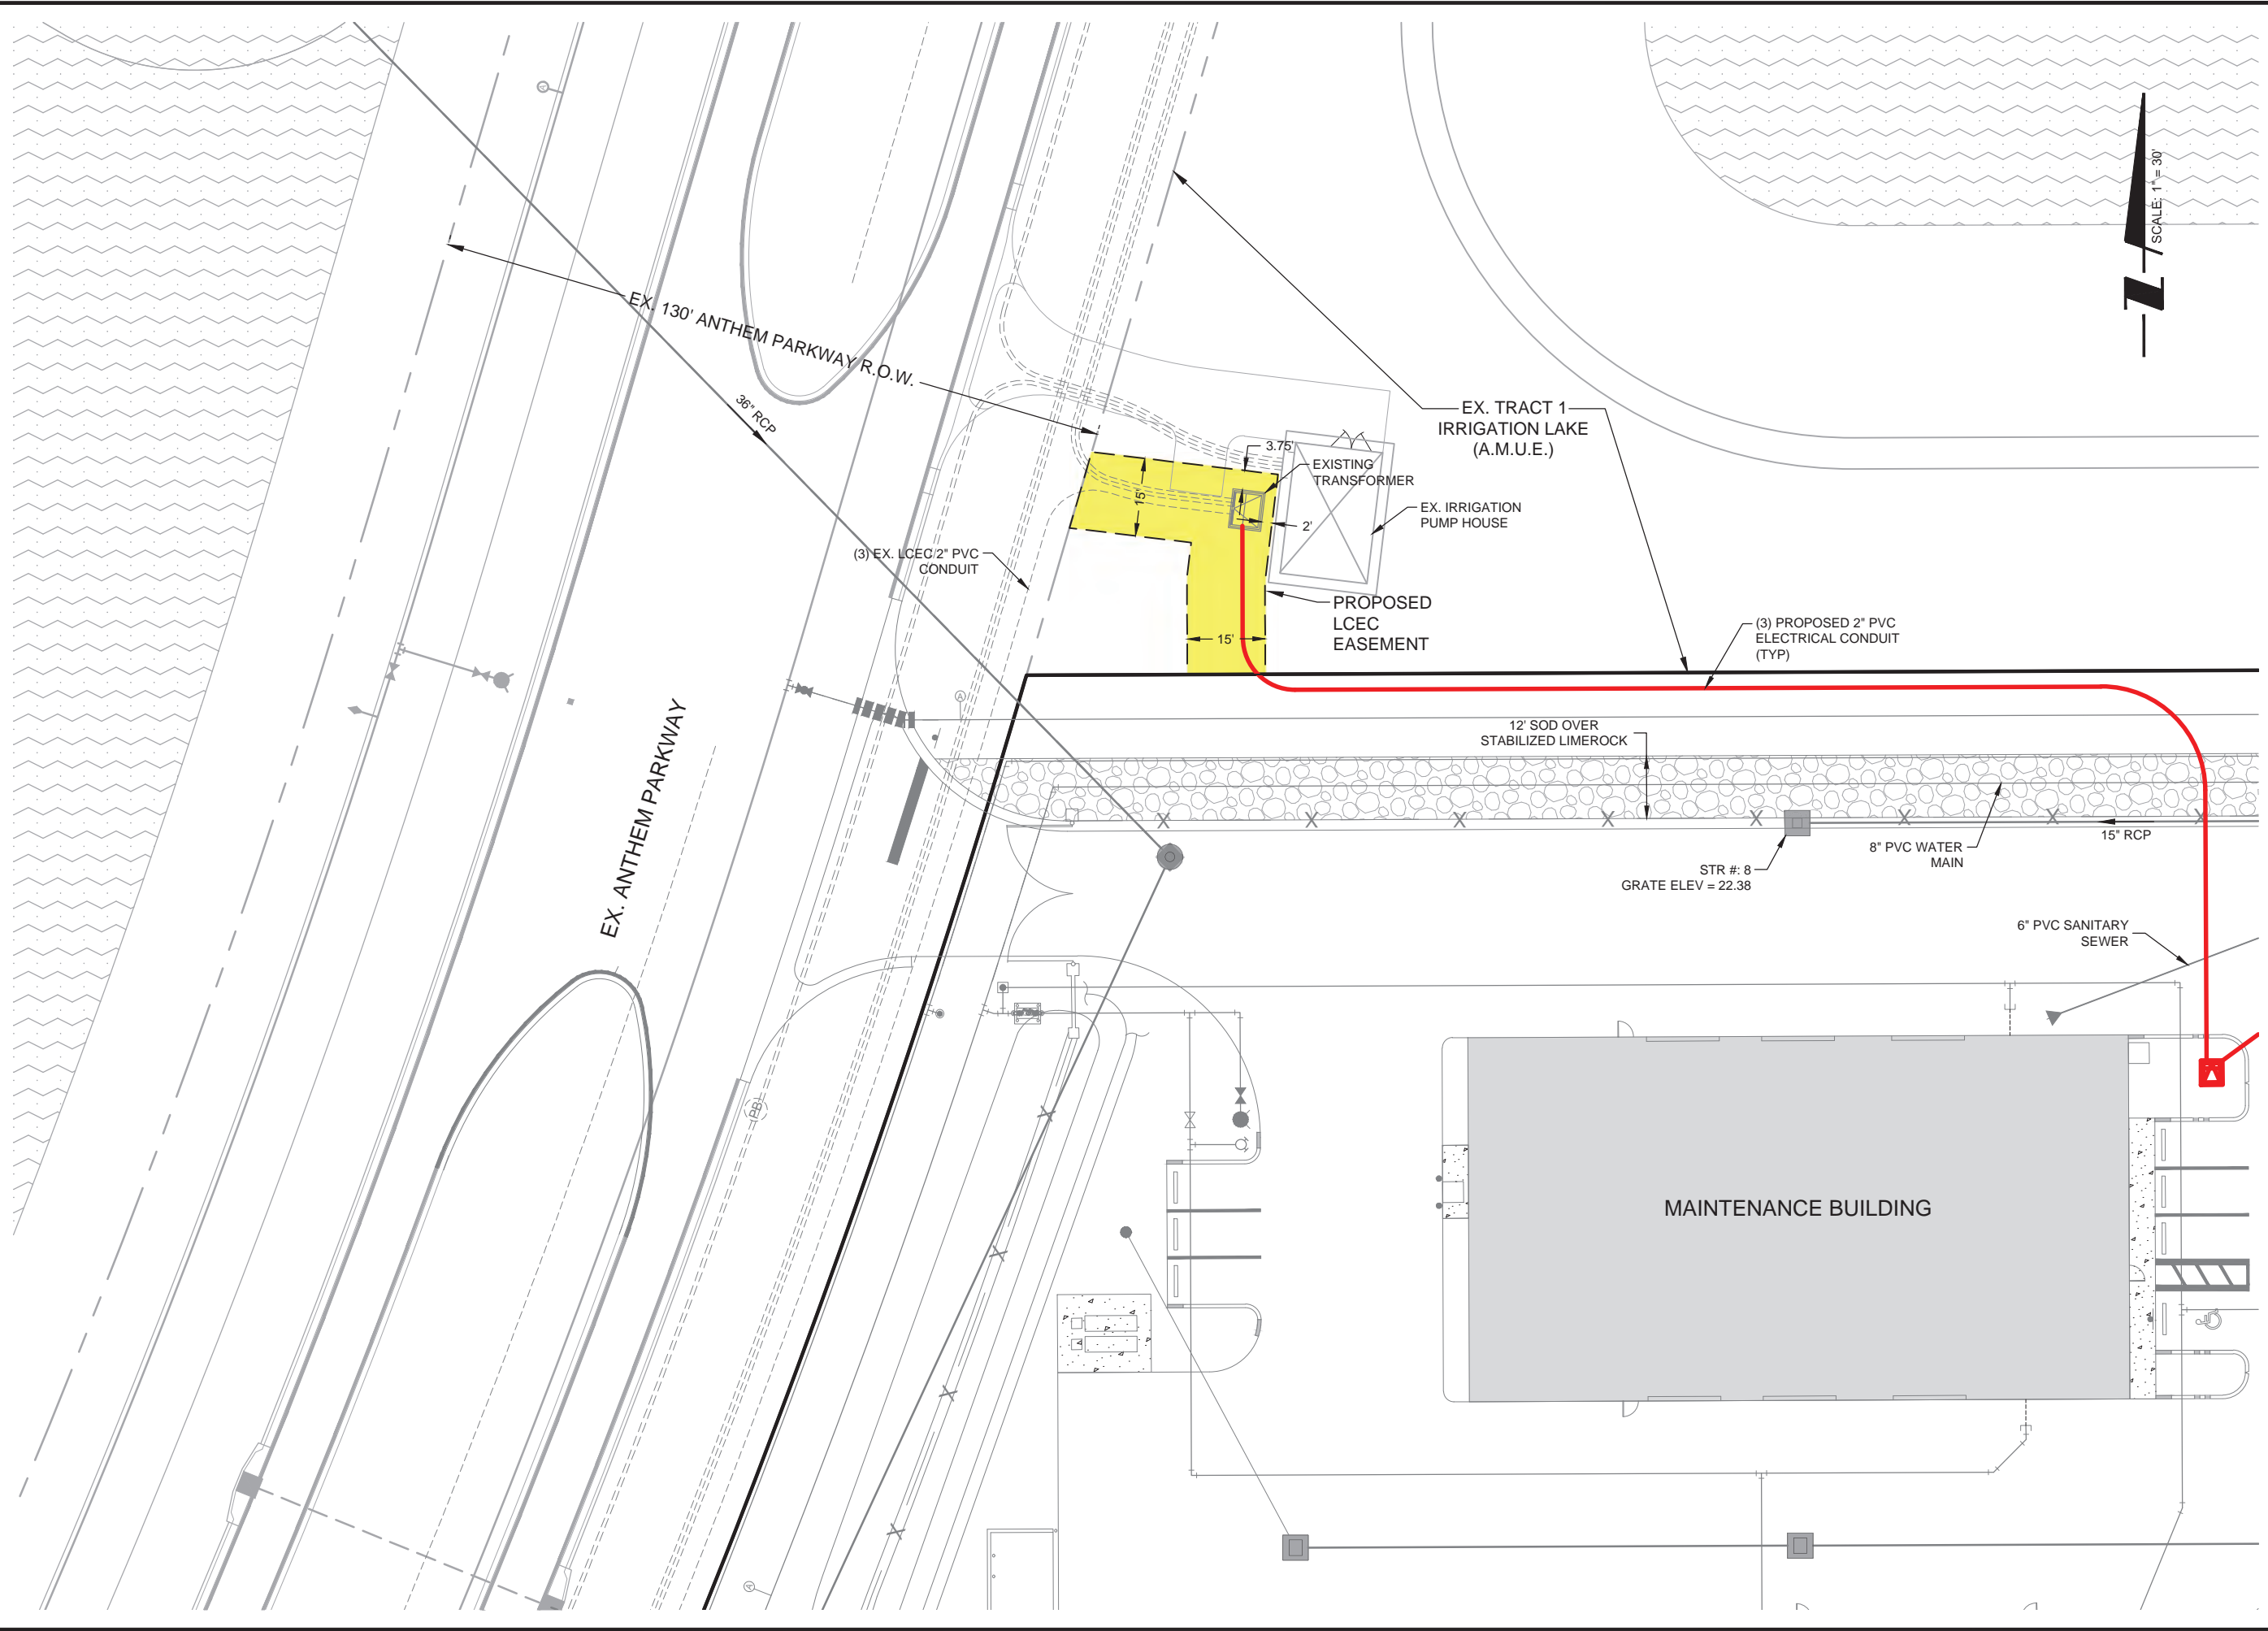 SCALE: 1" = 30'
N
EX. 130' ANTHEM PARKWAY R.O.W.
36" RCP
EX. TRACT 1
IRRIGATION LAKE
(A.M.U.E.)
3.75'
EXISTING
TRANSFORMER
15'
EX. IRRIGATION
PUMP HOUSE
2'
(3) EX. LCEC 2" PVC
CONDUIT
PROPOSED
LCEC
EASEMENT
15'
(3) PROPOSED 2" PVC
ELECTRICAL CONDUIT
(TYP)
EX. ANTHEM PARKWAY
12' SOD OVER
STABILIZED LIMEROCK
15" RCP
8" PVC WATER
MAIN
STR #: 8
GRATE ELEV = 22.38
6" PVC SANITARY
SEWER
(PB)
MAINTENANCE BUILDING